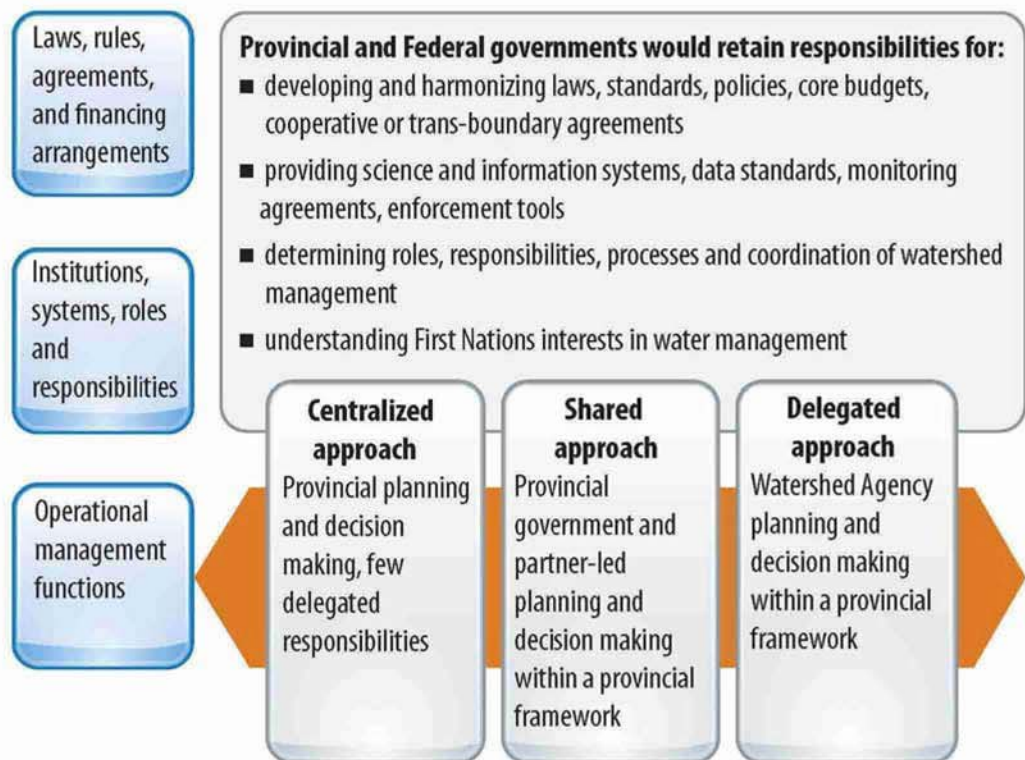 Laws, rules,
agreements,
and financing
arrangements
Provincial and Federal governments would retain responsibilities for:
■ developing and harmonizing laws, standards, policies, core budgets,
cooperative or trans-boundary agreements
■ providing science and information systems, data standards, monitoring
agreements, enforcement tools
■ determining roles, responsibilities, processes and coordination of watershed
management
■ understanding First Nations interests in water management
Institutions,
systems, roles
and
responsibilities
Operational
management
functions
Centralized
approach
Provincial planning
and decision
making, few
delegated
responsibilities
Shared
approach
Provincial
government and
partner-led
planning and
decision making
within a provincial
framework
Delegated
approach
Watershed Agency
planning and
decision making
within a provincial
framework